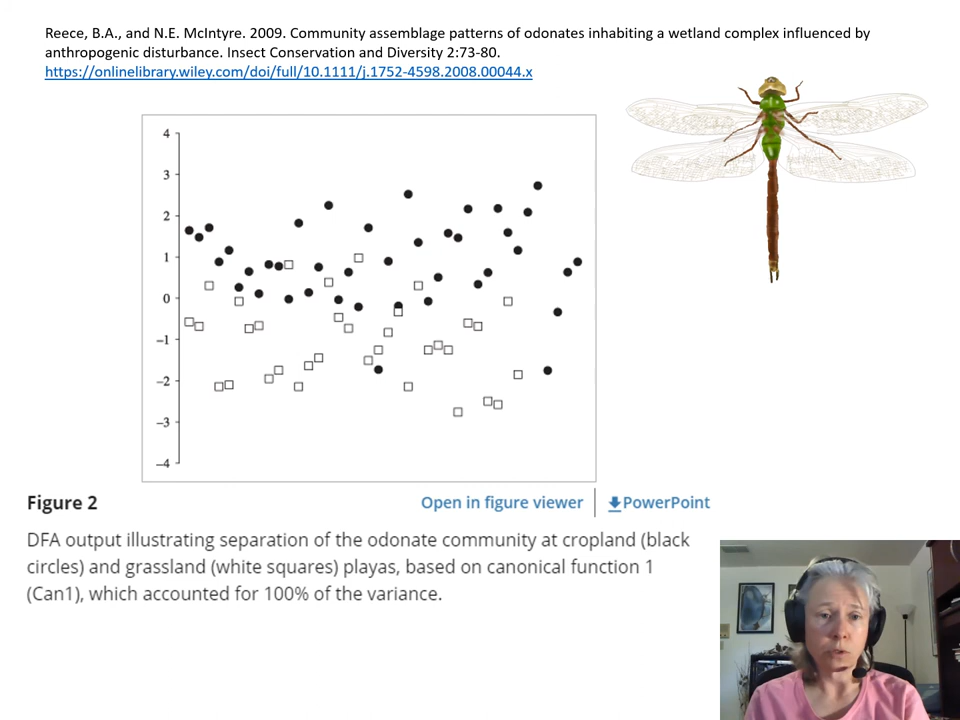 Reece, B.A., and N.E. McIntyre. 2009. Community assemblage patterns of odonates inhabiting a wetland complex influenced by
anthropogenic disturbance. Insect Conservation and Diversity 2:73-80.
https://onlinelibrary.wiley.com/doi/full/10.1111/j.1752-4598.2008.00044.x
4
3
2
1
0
−1
−2
−3
−4
Figure 2
Open in figure viewer
PowerPoint
DFA output illustrating separation of the odonate community at cropland (black
circles) and grassland (white squares) playas, based on canonical function 1
(Can1), which accounted for 100% of the variance.